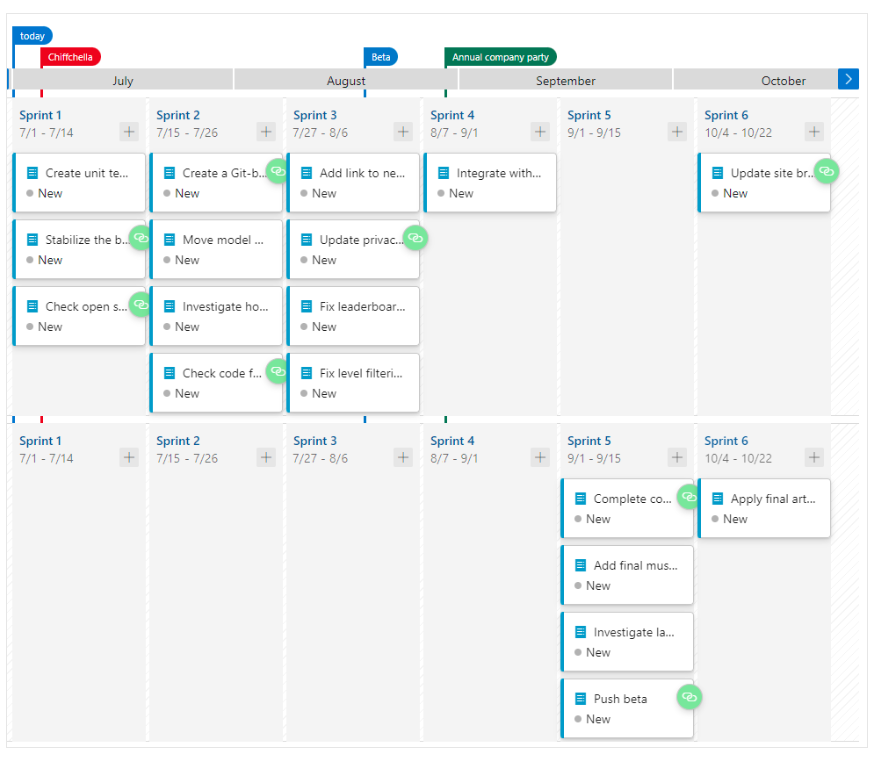 today
Chiffchella
Beta
Annual company party
July
August
September
October
Sprint 1
7/1 - 7/14
Sprint 2
7/15 - 7/26
Sprint 3
7/27 - 8/6
Sprint 4
8/7 - 9/1
Sprint 5
9/1 - 9/15
Sprint 6
10/4 - 10/22
Create unit te...
New
Create a Git-b...
New
Add link to ne...
New
Integrate with...
New
Update site br...
New
Stabilize the b...
New
Move model ...
New
Update privac...
New
Check open s...
New
Investigate ho...
New
Fix leaderboar...
New
Check code f...
New
Fix level filteri...
New
Sprint 1
7/1 - 7/14
Sprint 2
7/15 - 7/26
Sprint 3
7/27 - 8/6
Sprint 4
8/7 - 9/1
Sprint 5
9/1 - 9/15
Sprint 6
10/4 - 10/22
Complete co...
New
Apply final art...
New
Add final mus...
New
Investigate la...
New
Push beta
New